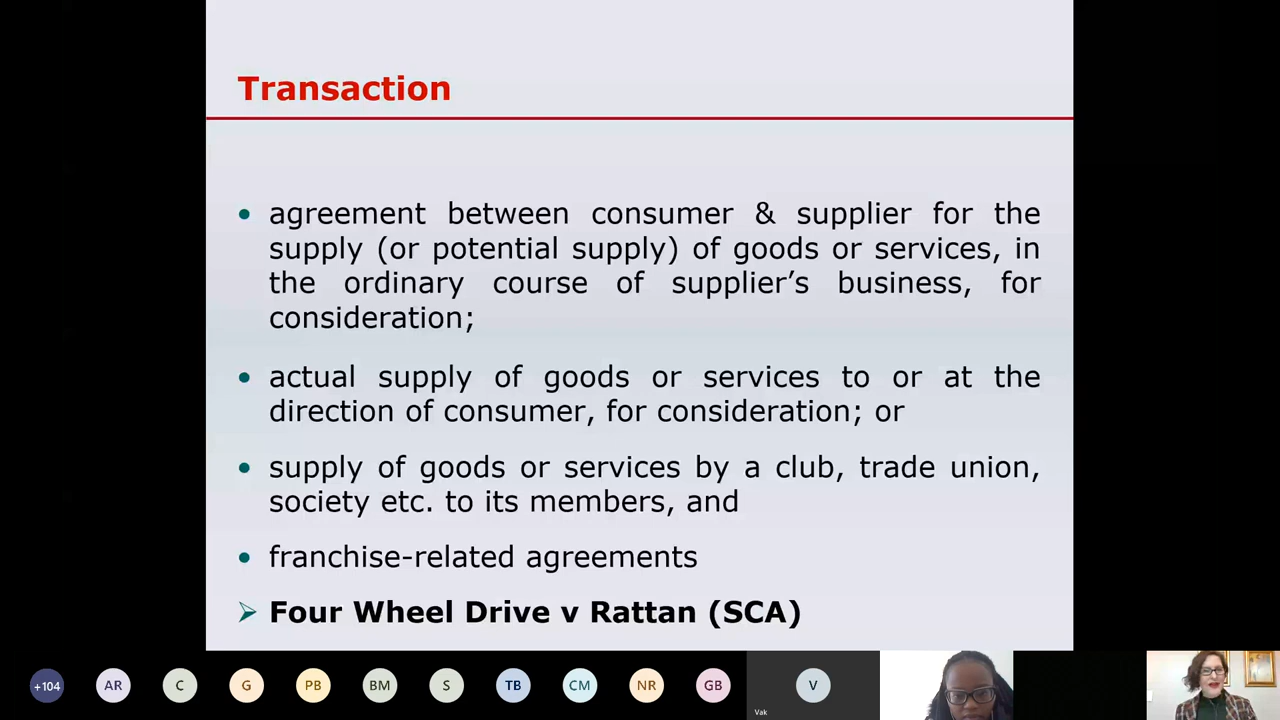 Transaction
• agreement between consumer & supplier for the
supply (or potential supply) of goods or services, in
the ordinary course of supplier’s business, for
consideration;
• actual supply of goods or services to or at the
direction of consumer, for consideration; or
• supply of goods or services by a club, trade union,
society etc. to its members, and
• franchise-related agreements
➢ Four Wheel Drive v Rattan (SCA)
+104 AR C G PB BM S TB CM NR GB V
Vak